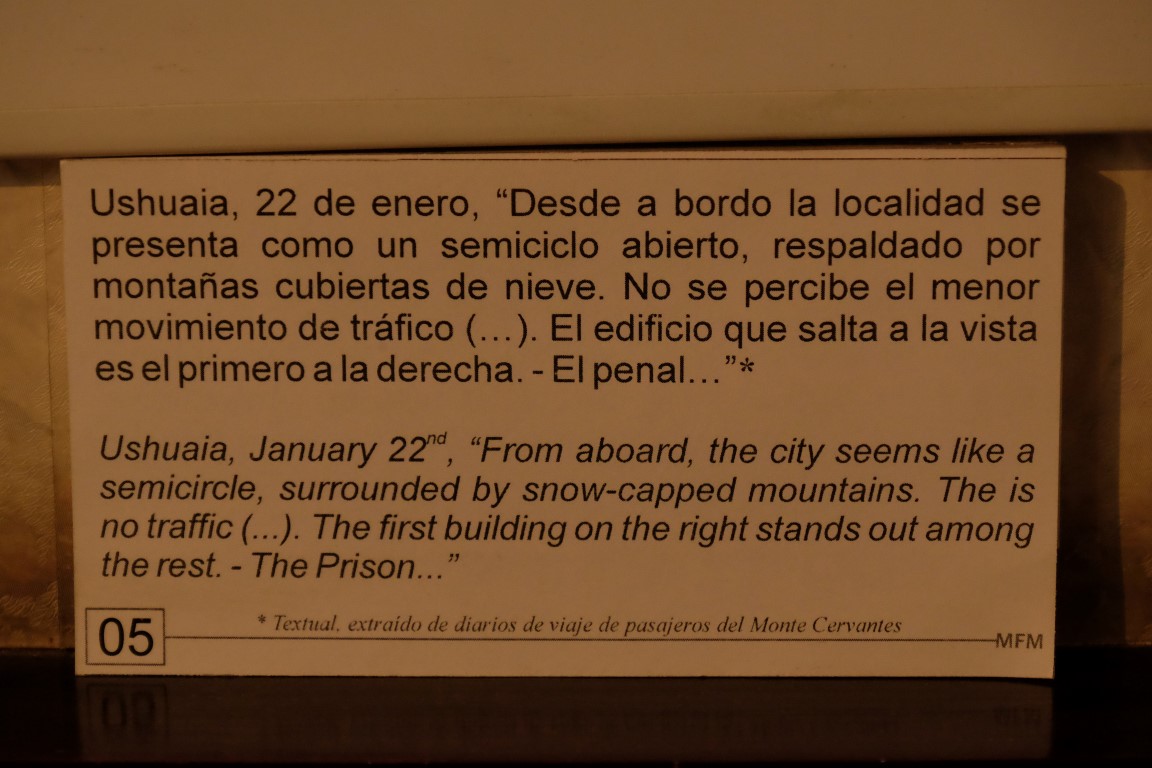 Ushuaia, 22 de enero, “Desde a bordo la localidad se
presenta como un semiciclo abierto, respaldado por
montañas cubiertas de nieve. No se percibe el menor
movimiento de tráfico (...). El edificio que salta a la vista
es el primero a la derecha. - El penal...”*
Ushuaia, January 22nd, “From aboard, the city seems like a
semicircle, surrounded by snow-capped mountains. The is
no traffic (...). The first building on the right stands out among
the rest. - The Prison...”
* Textual, extraído de diarios de viaje de pasajeros del Monte Cervantes
05
MFM